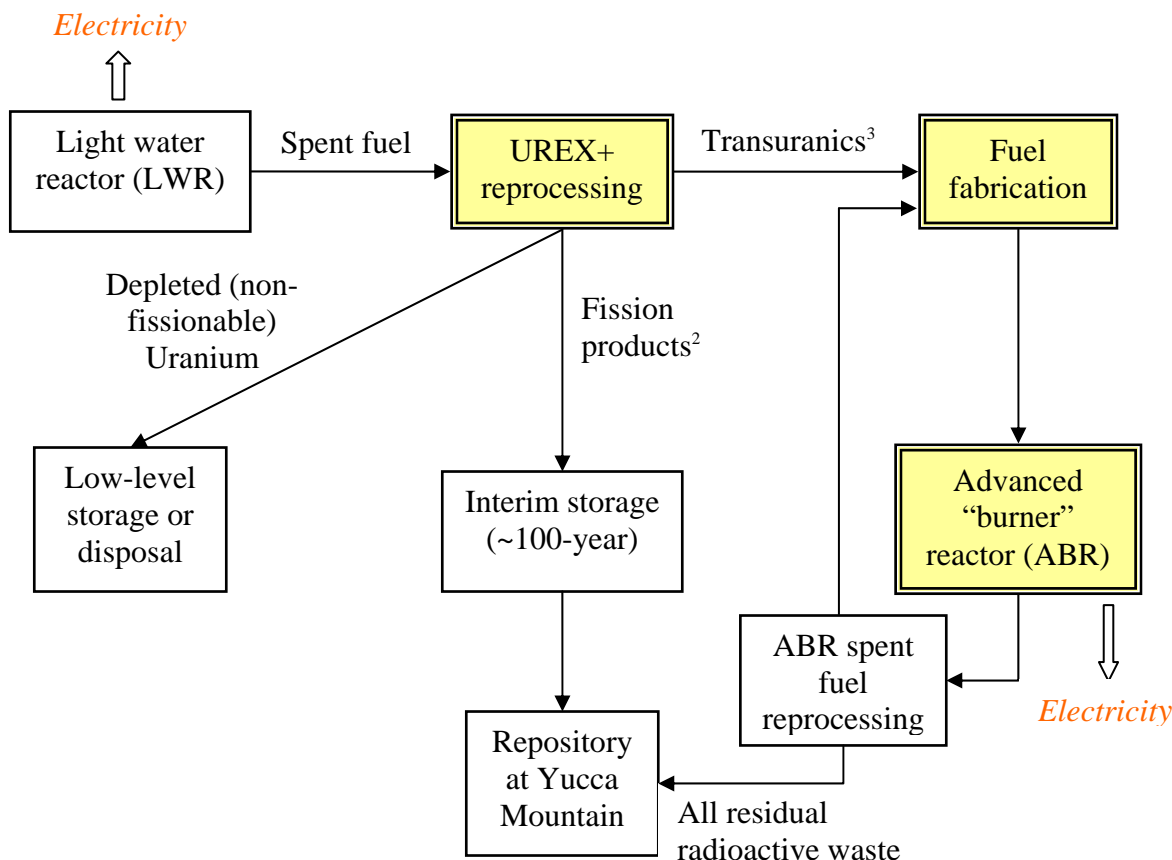 Electricity
Light water
reactor (LWR)
Spent fuel
UREX+
reprocessing
Transuranics³
Fuel
fabrication
Depleted (non-
fissionable)
Uranium
Fission
products²
Low-level
storage or
disposal
Interim storage
(~100-year)
Advanced
“burner”
reactor (ABR)
ABR spent
fuel
reprocessing
Electricity
Repository
at Yucca
Mountain
All residual
radioactive waste